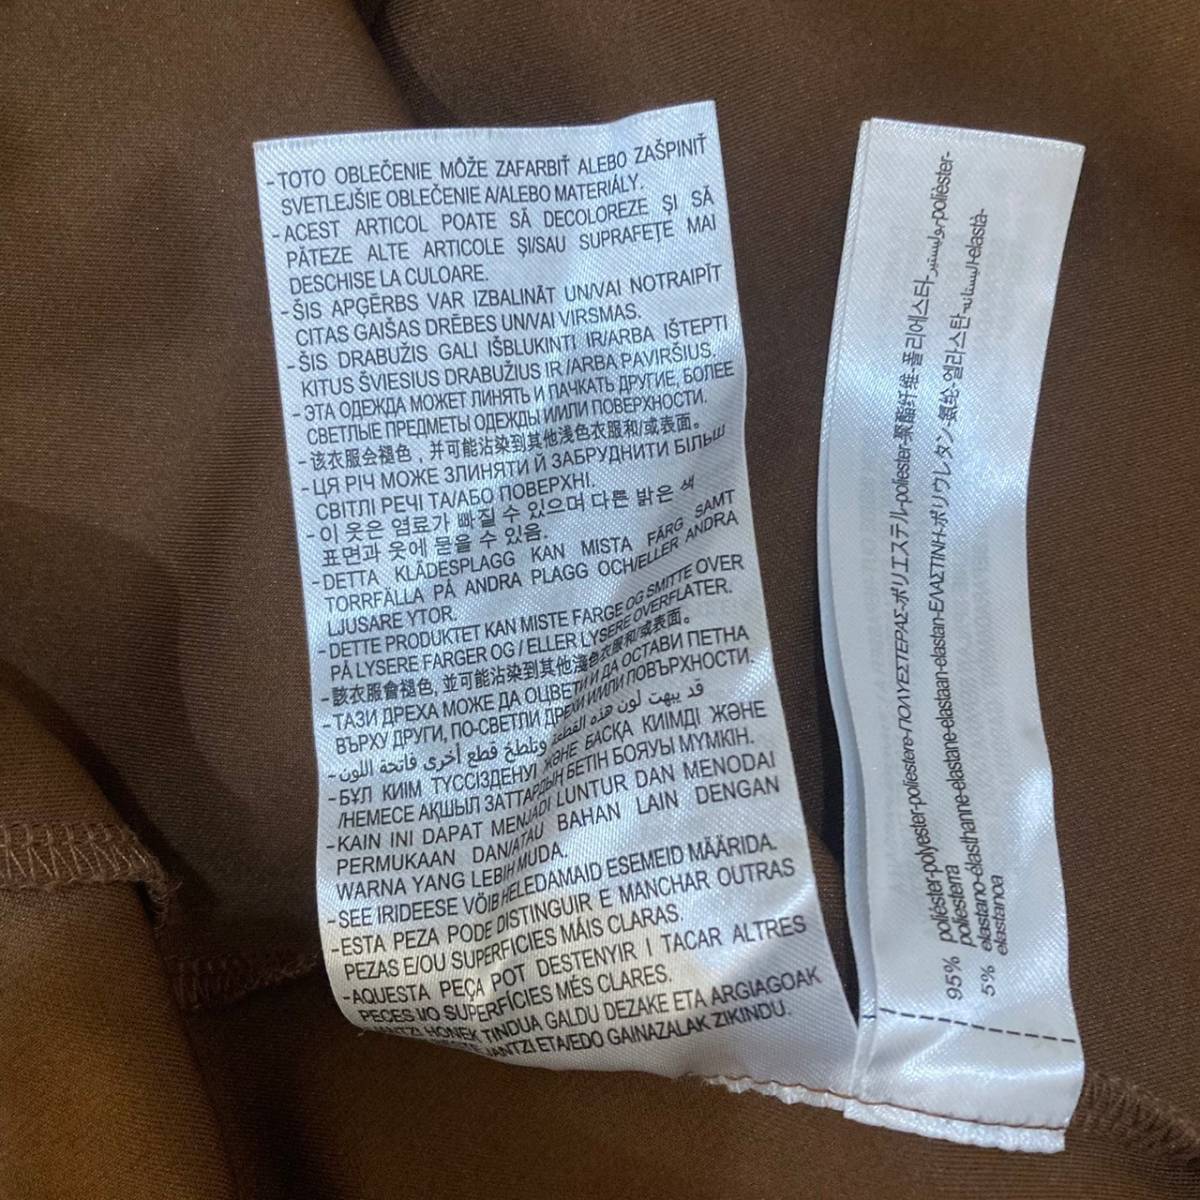 -TOTO OBLEČENIE MÔŽE ZAFARBIŤ ALEBO ZAŠPINIŤ
SVETLEJŠIE OBLEČENIE A/ALEBO MATERIÁLY.
-ACEST ARTICOL POATE SĂ DECOLOREZE ȘI SĂ
PĂTEZE ALTE ARTICOLE ȘI/SAU SUPRAFEȚE MAI
DESCHISE LA CULOARE.
-ŠIS APĢĒRBS VAR IZBALINĀT UN/VAI NOTRAIPĪT
CITAS GAIŠAS DRĒBES UN/VAI VIRSMAS.
-ŠIS DRABUŽIS GALI IŠBLUKINTI IR/ARBA IŠTEPTI
KITUS ŠVIESIUS DRABUŽIUS IR /ARBA PAVIRŠIUS.
- ЭТА ОДЕЖДА МОЖЕТ ЛИНЯТЬ И ПАЧКАТЬ ДРУГИЕ, БОЛЕЕ
СВЕТЛЫЕ ПРЕДМЕТЫ ОДЕЖДЫ И/ИЛИ ПОВЕРХНОСТИ.
- 该衣服会褪色，并可能沾染到其他浅色衣服和/或表面。
- ЦЯ РІЧ МОЖЕ ЗЛИНЯТИ Й ЗАБРУДНИТИ БІЛЬШ
СВІТЛІ РЕЧІ ТА/АБО ПОВЕРХНІ.
- 이 옷은 염료가 빠질 수 있으며 다른 밝은 색
표면과 옷에 묻을 수 있음.
-DETTA KLÄDESPLAGG KAN MISTA FÄRG SAMT
TORRFÄLLA PÅ ANDRA PLAGG OCH/ELLER ANDRA
LJUSARE YTOR.
-DETTE PRODUKTET KAN MISTE FARGE OG SMITTE OVER
PÅ LYSERE FARGER OG / ELLER LYSERE OVERFLATER.
-該衣服會褪色, 並可能沾染到其他淺色衣服和/或表面。
-ТАЗИ ДРЕХА МОЖЕ ДА ОЦВЕТИ И ДА ОСТАВИ ПЕТНА
ВЪРХУ ДРУГИ, ПО-СВЕТЛИ ДРЕХИ И/ИЛИ ПОВЪРХНОСТИ.
قد يبهت لون هذه القطعة وتلطخ قطع أخرى فاتحة اللون-
-БҰЛ КИІМ ТҮССІЗДЕНУІ ЖӘНЕ БАСҚА КИІМДІ ЖӘНЕ
/НЕМЕСЕ АҚШЫЛ ЗАТТАРДЫҢ БЕТІН БОЯУЫ МҮМКІН.
-KAIN INI DAPAT MENJADI LUNTUR DAN MENODAI
PERMUKAAN DAN/ATAU BAHAN LAIN DENGAN
WARNA YANG LEBIH MUDA.
-SEE IRIDEESE VÕIB HELEDAMAID ESEMEID MÄÄRIDA.
-ESTA PEZA PODE DISTINGUIR E MANCHAR OUTRAS
PEZAS E/OU SUPERFICIES MÁIS CLARAS.
-AQUESTA PEÇA POT DESTENYIR I TACAR ALTRES
PECES I/O SUPERFÍCIES MÉS CLARES.
JANTZI HONEK TINDUA GALDU DEZAKE ETA ARGIAGOAK
JANTZI ETA/EDO GAINAZALAK ZIKINDU.
95% poliéster-polyester-poliestere-ΠΟΛΥΕΣΤΕΡΑΣ-ポリエステル-poliester-聚酯纤维-폴리에스터-بوليستير-polièster-
poliesterra
5% elastano-élasthanne-elastane-elastaan-elastan-ΕΛΑΣΤΙΝΗ-ポリウレタン-氨纶-엘라스탄-اليستانه-elastà-
elastanoa